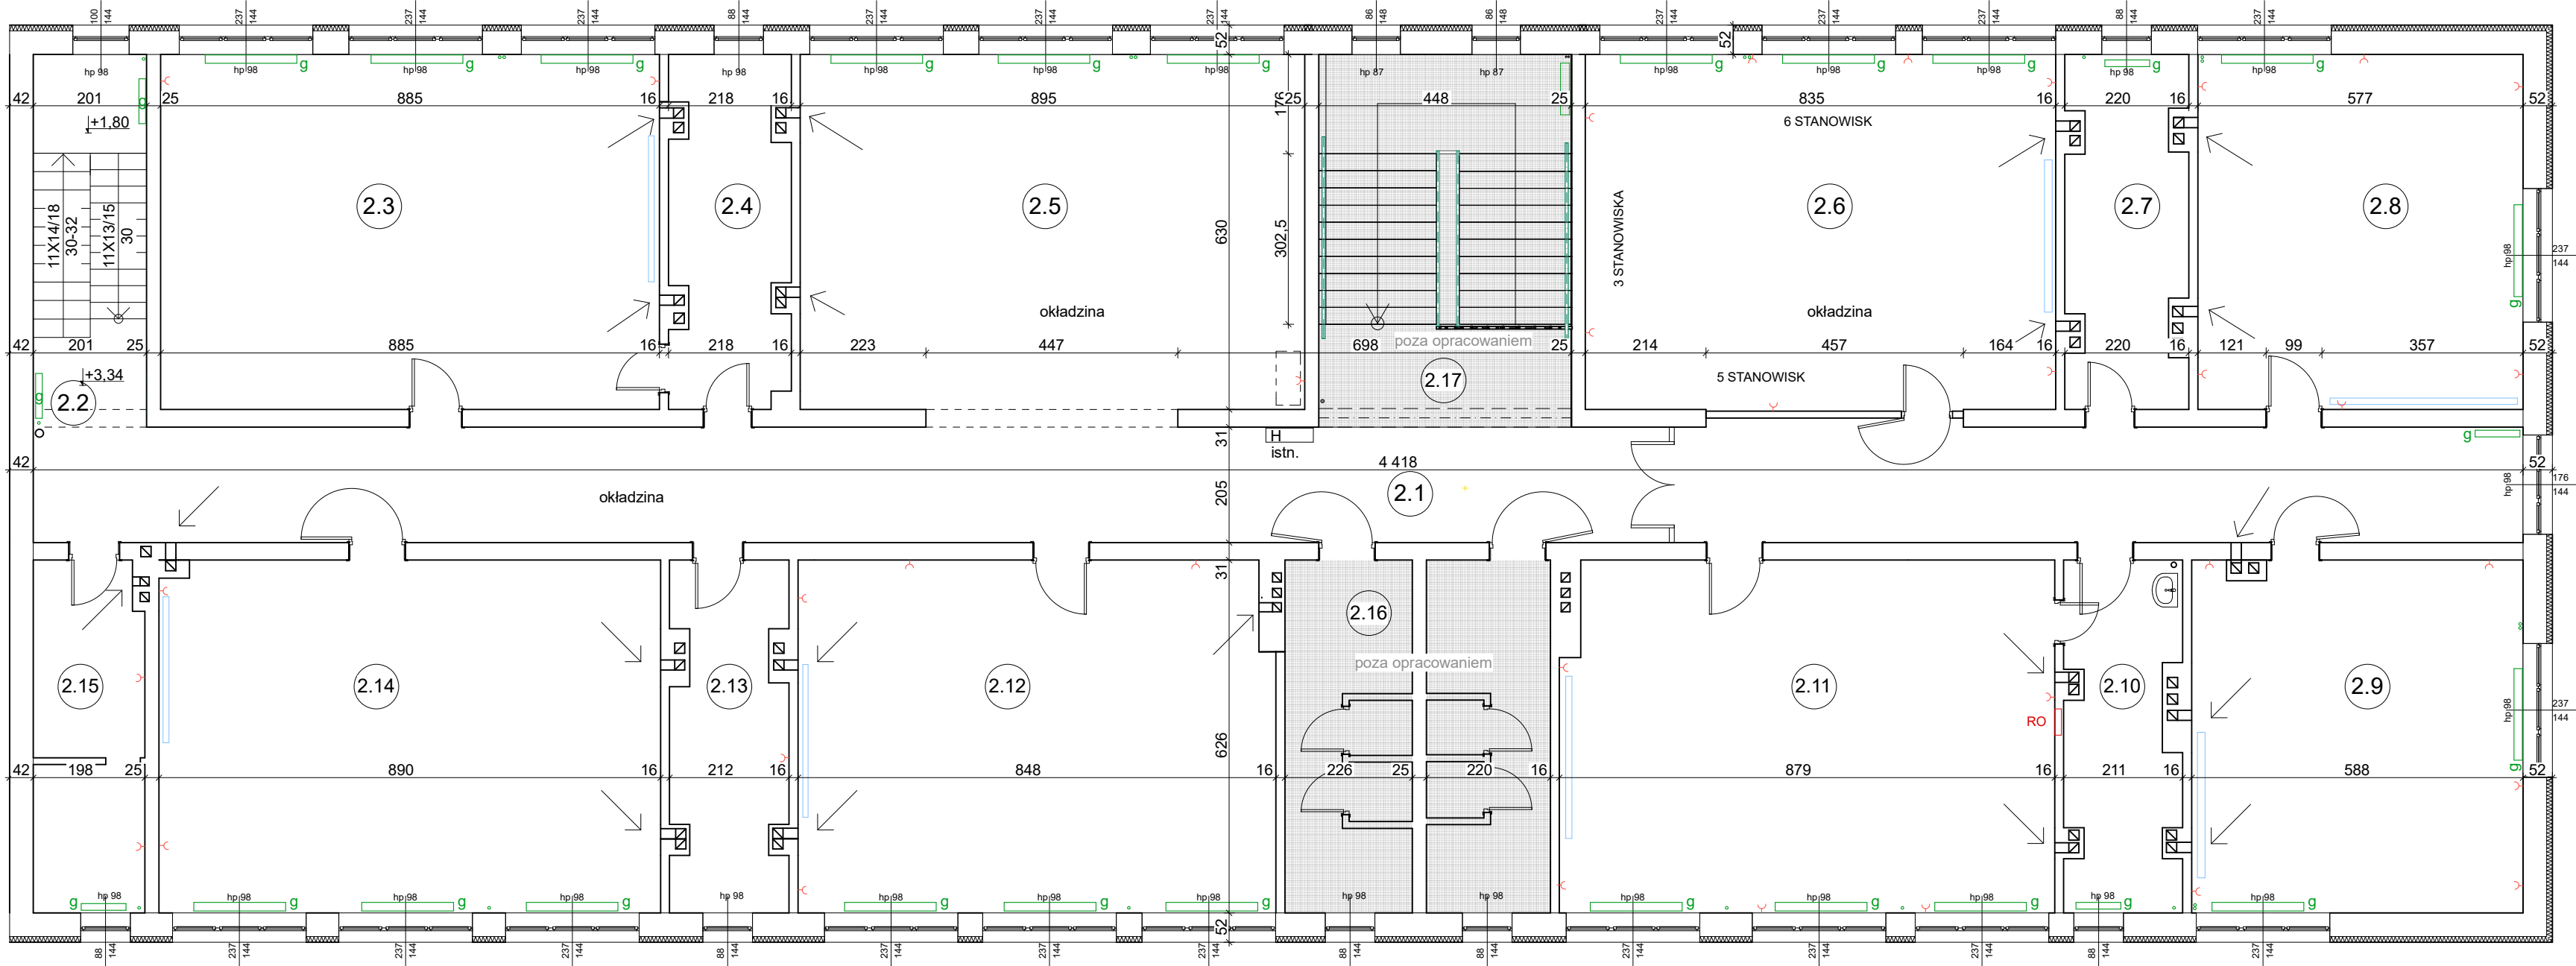 100 144 237 144 237 144 237 144 88 144 237 144 237 144 237 144 86 148 86 148 237 144 237 144 237 144 88 144 237 144
52 52
hp 98 hp 98 g hp 98 g hp 98 g hp 98 hp 98 g hp 98 g hp 98 g hp 87 hp 87 hp 98 g hp 98 g hp 98 g hp 98 g hp 98 g
g
42 201 25 885 16 218 16 895 25 448 25 835 16 220 16 577 52
176
+1,80
6 STANOWISK
2.3 2.4 2.5 2.6 2.7 2.8
11X14/18
30-32
11X13/15
30
630
302,5
3 STANOWISKA
hp 98
237
144
g
okładzina okładzina
poza opracowaniem
42 201 25 885 16 218 16 223 447 698 25 214 457 164 16 220 16 121 99 357 52
+3,34
5 STANOWISK
2.17
g
2.2
H
istn.
31
g
42 4 418 52
okładzina
2.1
205
hp 98
176
144
31
2.16
poza opracowaniem
2.15 2.14 2.13 2.12 2.11 2.10 2.9
RO
hp 98
237
144
626
g
42 198 25 890 16 212 16 848 16 226 25 220 16 879 16 211 16 588 52
g hp 98 hp 98 g hp 98 g hp 98 g hp 98 hp 98 g hp 98 g hp 98 g hp 98 hp 98 hp 98 g hp 98 g hp 98 g hp 98 g hp 98 g
52
88 144 237 144 237 144 237 144 88 144 237 144 237 144 237 144 88 144 88 144 237 144 237 144 237 144 88 144 237 144